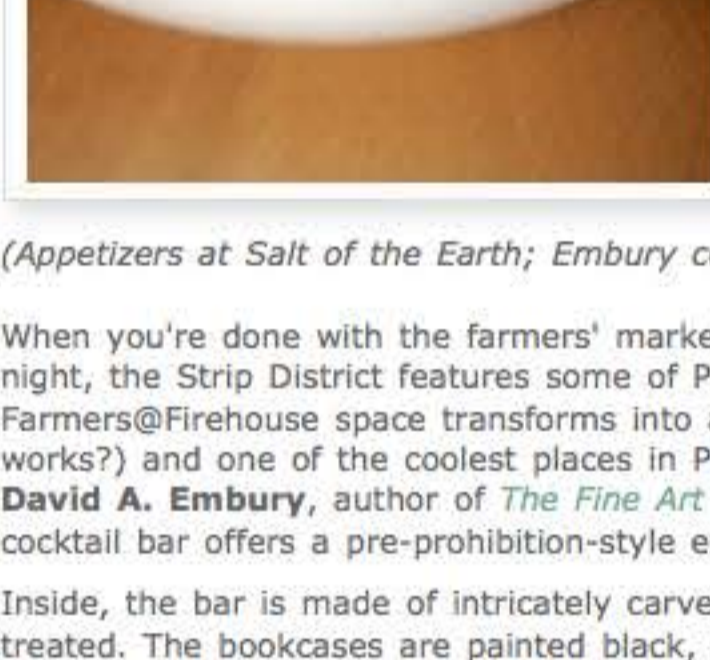 (Appetizers at Salt of the Earth; Embury c
When you're done with the farmers' marke
night, the Strip District features some of P
Farmers@Firehouse space transforms into a
works?) and one of the coolest places in P
David A. Embury, author of The Fine Art
cocktail bar offers a pre-prohibition-style e
Inside, the bar is made of intricately carve
treated. The bookcases are painted black,